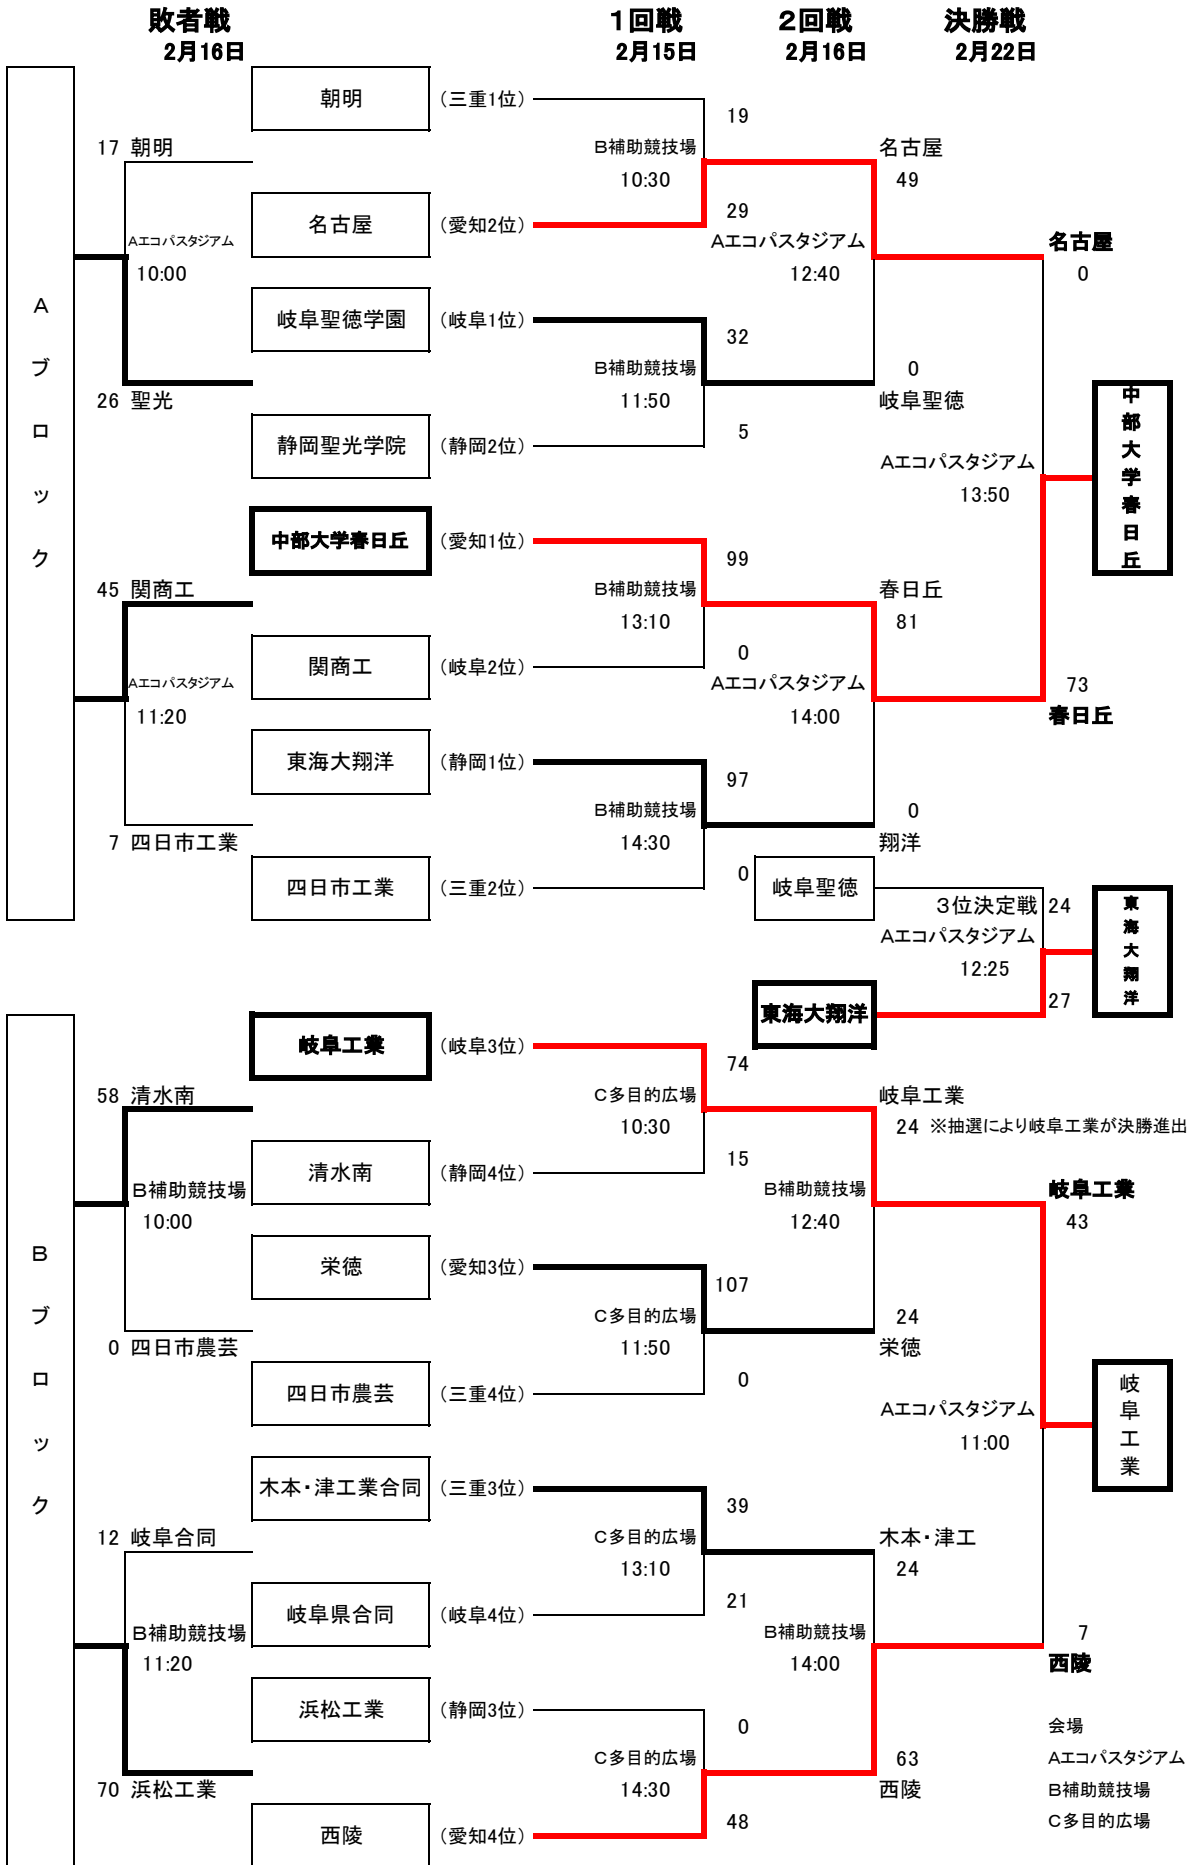 敗者戦 1回戦 2回戦 決勝戦
2月16日 2月15日 2月16日 2月22日
Aブロック
朝明 (三重1位)
19
17 朝明
B補助競技場
10:30
名古屋
49
名古屋 (愛知2位)
29
Aエコパスタジアム
10:00
Aエコパスタジアム
12:40
名古屋
0
岐阜聖徳学園 (岐阜1位)
32
B補助競技場
11:50
0
岐阜聖徳
26 聖光
静岡聖光学院 (静岡2位)
5
Aエコパスタジアム
13:50
中部大学春日丘
中部大学春日丘 (愛知1位)
99
45 関商工
B補助競技場
13:10
春日丘
81
関商工 (岐阜2位)
0
Aエコパスタジアム
11:20
Aエコパスタジアム
14:00
73
春日丘
東海大翔洋 (静岡1位)
97
B補助競技場
14:30
0
翔洋
7 四日市工業
四日市工業 (三重2位)
0
岐阜聖徳
3位決定戦 24
Aエコパスタジアム
12:25
27
東海大翔洋
東海大翔洋
Bブロック
岐阜工業 (岐阜3位)
74
58 清水南
C多目的広場
10:30
岐阜工業
24 ※抽選により岐阜工業が決勝進出
清水南 (静岡4位)
15
B補助競技場
10:00
B補助競技場
12:40
岐阜工業
43
栄徳 (愛知3位)
107
C多目的広場
11:50
24
栄徳
0 四日市農芸
四日市農芸 (三重4位)
0
Aエコパスタジアム
11:00
岐阜工業
木本・津工業合同 (三重3位)
39
12 岐阜合同
C多目的広場
13:10
木本・津工
24
岐阜県合同 (岐阜4位)
21
B補助競技場
11:20
B補助競技場
14:00
7
西陵
浜松工業 (静岡3位)
0
C多目的広場
14:30
63
西陵
70 浜松工業
西陵 (愛知4位)
48
会場
Aエコパスタジアム
B補助競技場
C多目的広場